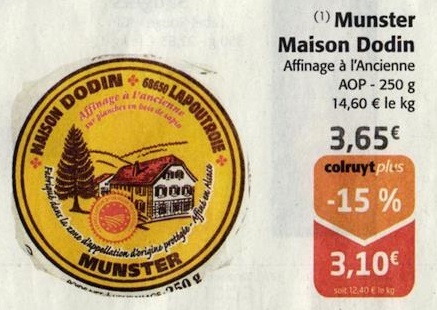 MAISON DODIN + 68650 LAPOUTROIE +
Affinage à l'ancienne
sur planches en bois de sapin
Fabriqué dans la zone d'appellation d'origine protégée - Affiné en Alsace
MUNSTER
250 g
(1) Munster
Maison Dodin
Affinage à l'Ancienne
AOP - 250 g
14,60 € le kg
3,65€
colruyt plus
-15 %
3,10€
soit 12,40 € le kg